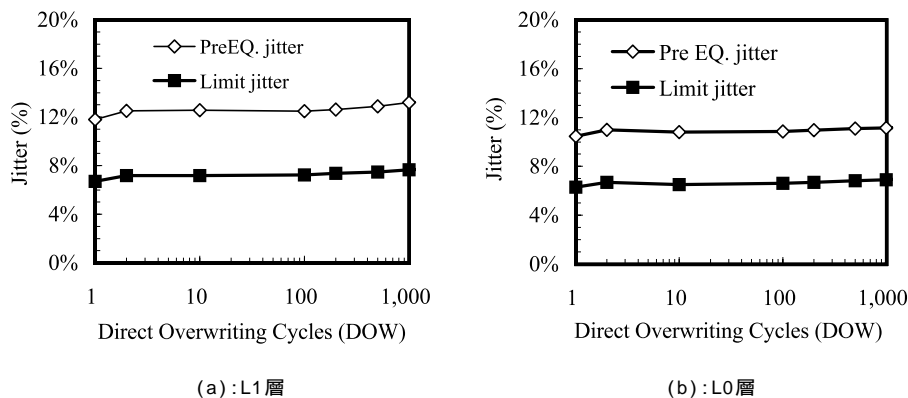 20%
16%
12%
8%
4%
0%
Jitter (%)
PreEQ. jitter
Limit jitter
1
10
100
1,000
Direct Overwriting Cycles (DOW)
(a):L1層
20%
16%
12%
8%
4%
0%
Jitter (%)
Pre EQ. jitter
Limit jitter
1
10
100
1,000
Direct Overwriting Cycles (DOW)
(b):L0層